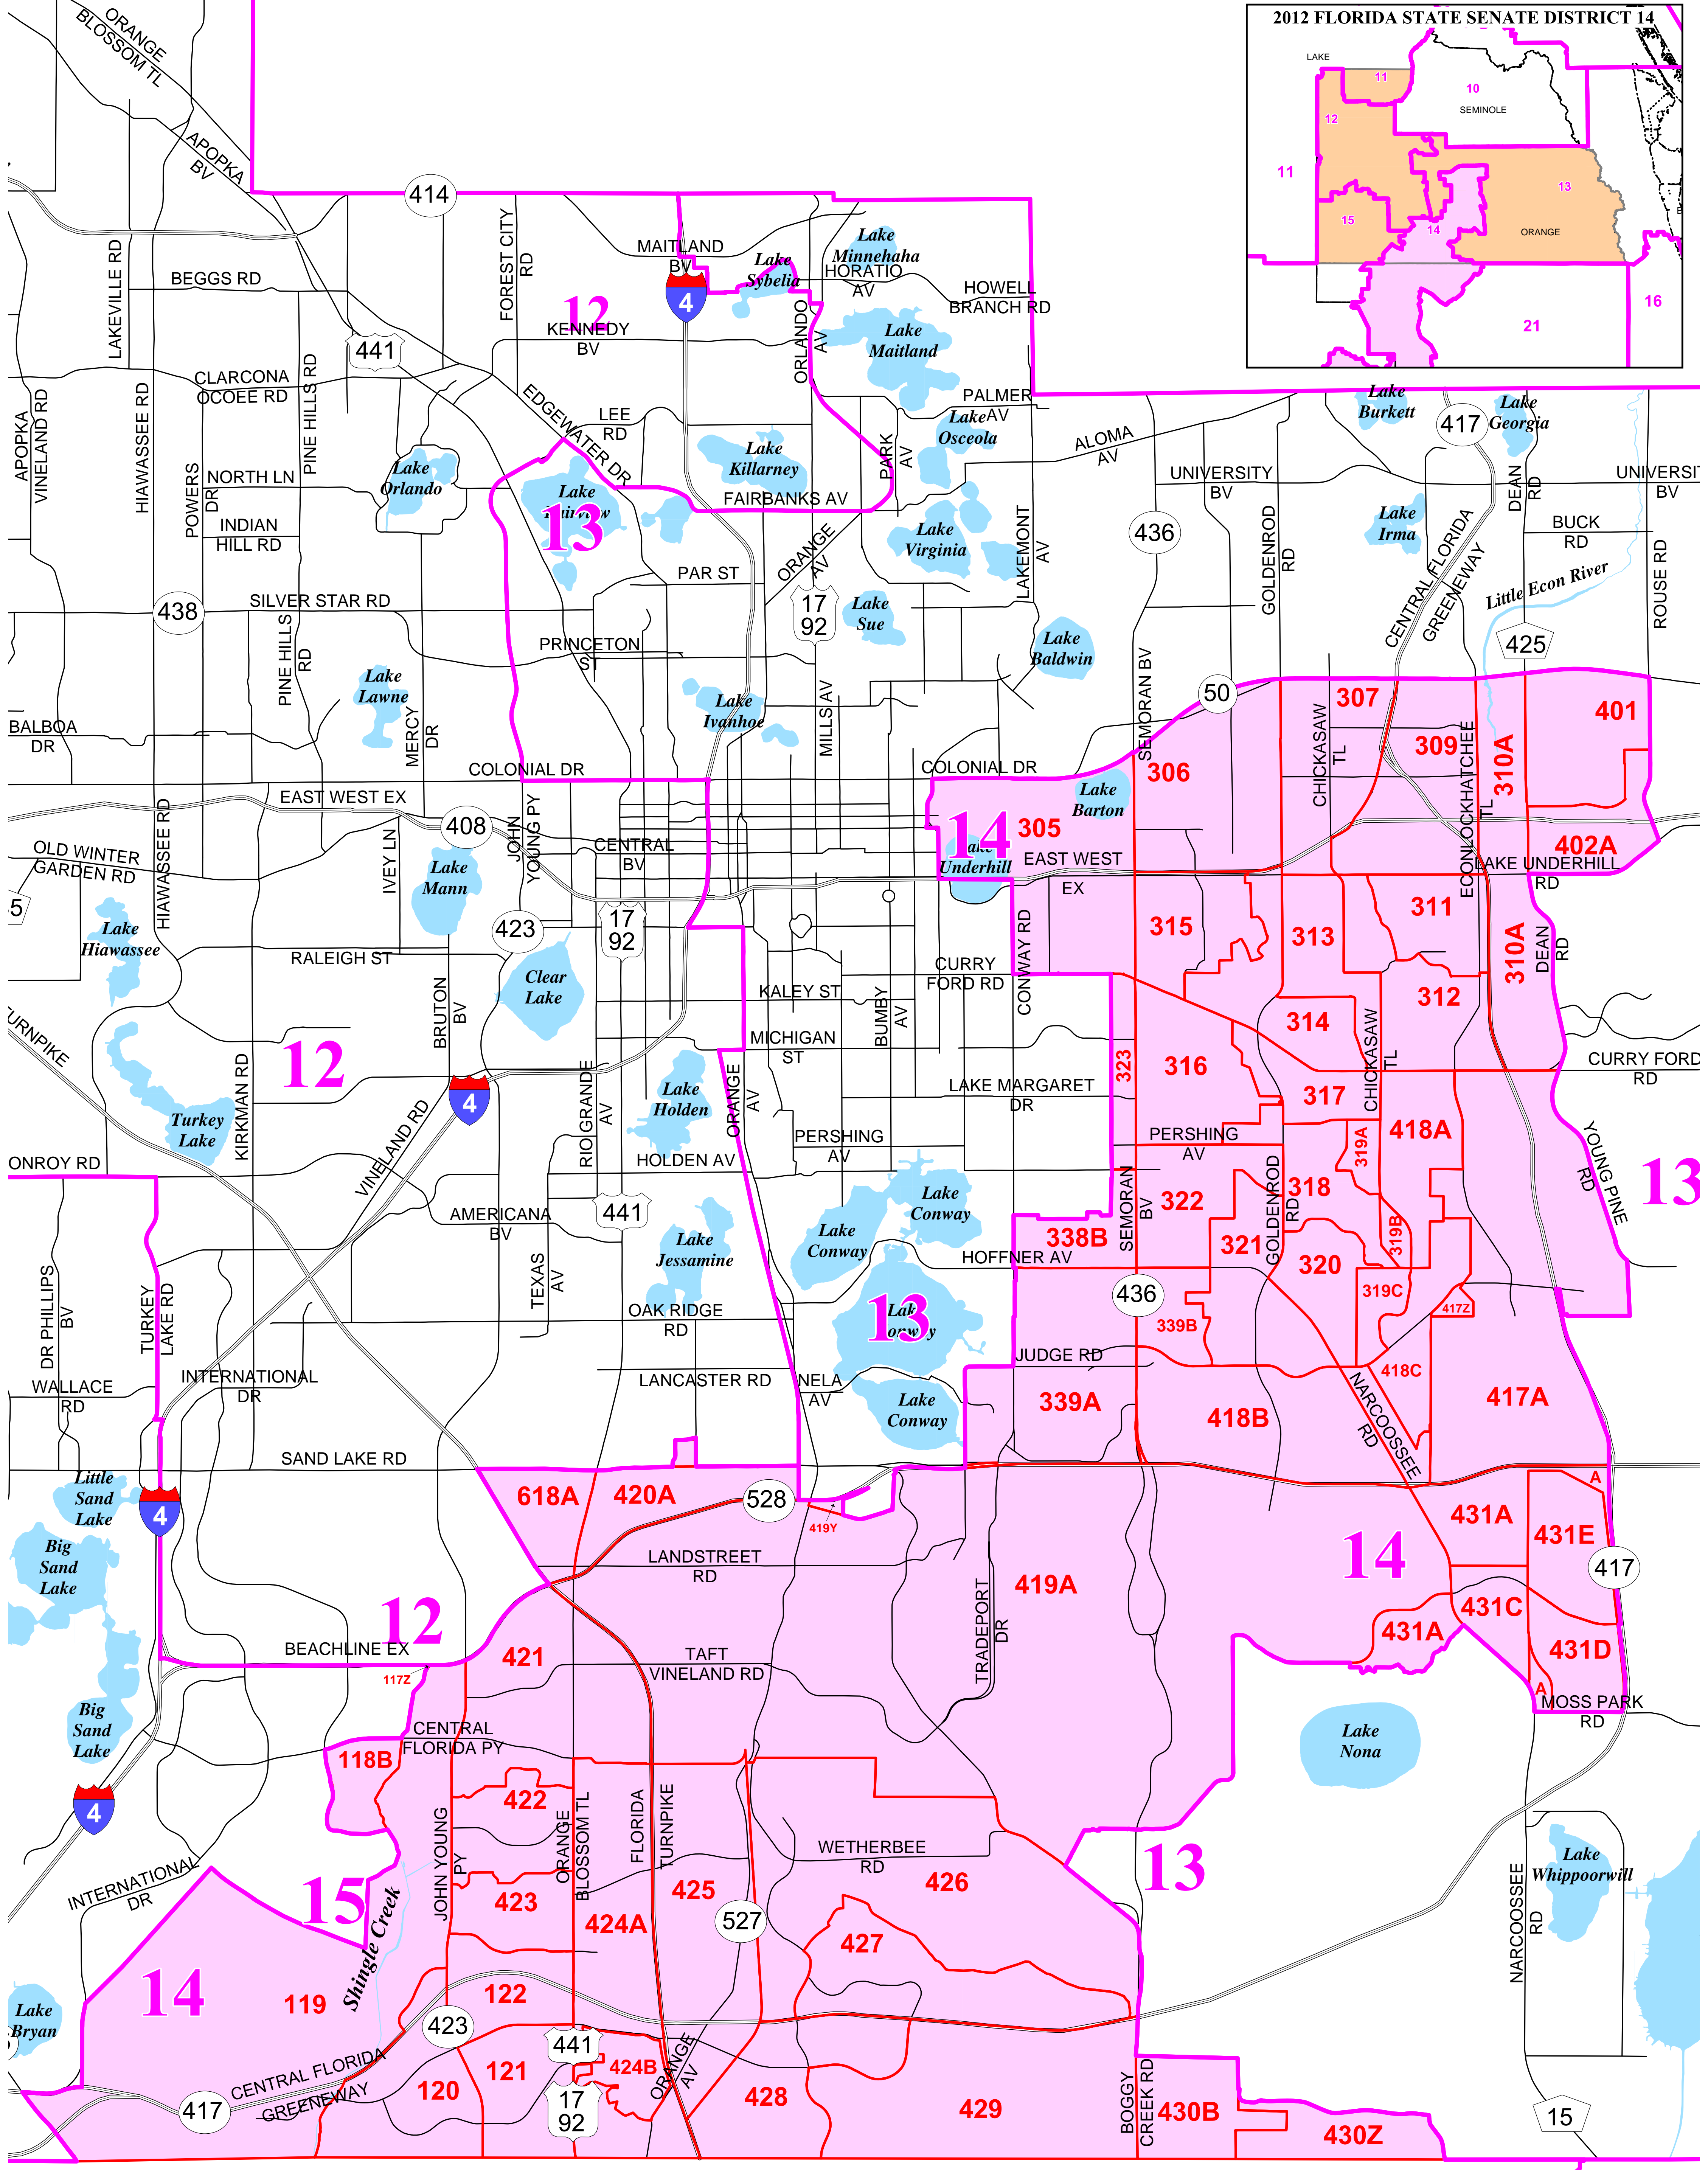 2012 FLORIDA STATE SENATE DISTRICT 14
LAKE
11
10
SEMINOLE
12
11
13
15
14
ORANGE
16
21
ORANGE
BLOSSOM TL
APOPKA
BV
414
FOREST CITY
RD
MAITLAND
BV
Lake
Minnehaha
Lake
Sybelia
HORATIO
AV
HOWELL
BRANCH RD
LAKEVILLE RD
BEGGS RD
4
12
KENNEDY
BV
ORLANDO
AV
Lake
Maitland
441
CLARCONA
OCOEE RD
PINE HILLS RD
HIAWASSEE RD
APOPKA
VINELAND RD
EDGEWATER DR
LEE
RD
PALMER
AV
Lake
Osceola
PARK
AV
ALOMA
AV
Lake
Burkett
417
Lake
Georgia
Lake
Killarney
Lake
Orlando
POWERS
DR
NORTH LN
FAIRBANKS AV
UNIVERSITY
BV
DEAN
RD
UNIVERSI
BV
INDIAN
HILL RD
Lake
13
Lake
Virginia
LAKEMONT
AV
436
GOLDENROD
RD
Lake
Irma
BUCK
RD
ROUSE RD
CENTRAL FLORIDA
GREENEWAY
Little Econ River
ORANGE
AV
PAR ST
438
SILVER STAR RD
17
92
Lake
Sue
PRINCETON
ST
Lake
Baldwin
425
PINE HILLS
RD
Lake
Lawne
MERCY
DR
Lake
Ivanhoe
MILLS AV
SEMORAN BV
50
CHICKASAW
TL
307
309
401
310A
ECONLOCKHATCHEE
TL
BALBOA
DR
COLONIAL DR
COLONIAL DR
306
Lake
Barton
EAST WEST EX
408
JOHN
YOUNG PY
CENTRAL
BV
14
305
Underhill
EAST WEST
EX
402A
LAKE UNDERHILL
RD
OLD WINTER
GARDEN RD
HIAWASSEE RD
IVEY LN
Lake
Mann
423
17
92
CONWAY RD
315
313
311
310A
DEAN
RD
5
Lake
Hiawassee
RALEIGH ST
Clear
Lake
CURRY
FORD RD
KALEY ST
BUMBY
AV
312
314
TURNPIKE
BRUTON
BV
MICHIGAN
ST
12
KIRKMAN RD
323
316
CHICKASAW
TL
CURRY FORD
RD
4
Lake
Holden
ORANGE
AV
LAKE MARGARET
DR
317
Turkey
Lake
VINELAND RD
RIO GRANDE
AV
PERSHING
AV
PERSHING
AV
319A
418A
YOUNG PINE
RD
13
ONROY RD
HOLDEN AV
SEMORAN
BV
322
GOLDENROD
RD
318
AMERICANA
BV
441
Lake
Conway
Lake
Conway
Lake
Jessamine
338B
HOFFNER AV
321
319B
320
DR PHILLIPS
BV
TURKEY
LAKE RD
TEXAS
AV
OAK RIDGE
RD
13
436
339B
319C
417Z
JUDGE RD
WALLACE
RD
INTERNATIONAL
DR
LANCASTER RD
NELA
AV
Lake
Conway
339A
418B
418C
417A
NARCOOSSEE
RD
SAND LAKE RD
Little
Sand
Lake
4
618A
420A
528
419Y
A
431A
431E
Big
Sand
Lake
LANDSTREET
RD
419A
14
417
TRADEPORT
DR
431C
431A
431D
12
BEACHLINE EX
421
TAFT
VINELAND RD
117Z
A
MOSS PARK
RD
Big
Sand
Lake
CENTRAL
FLORIDA PY
118B
Lake
Nona
4
422
JOHN YOUNG
PY
ORANGE
BLOSSOM TL
FLORIDA
TURNPIKE
WETHERBEE
RD
13
INTERNATIONAL
DR
15
Shingle Creek
423
425
426
424A
527
427
Lake
Whippoorwill
NARCOOSSEE
RD
14
119
122
Lake
Bryan
423
441
ORANGE
AV
CENTRAL FLORIDA
GREENEWAY
417
120
121
424B
17
92
428
429
BOGGY
CREEK RD
430B
430Z
15